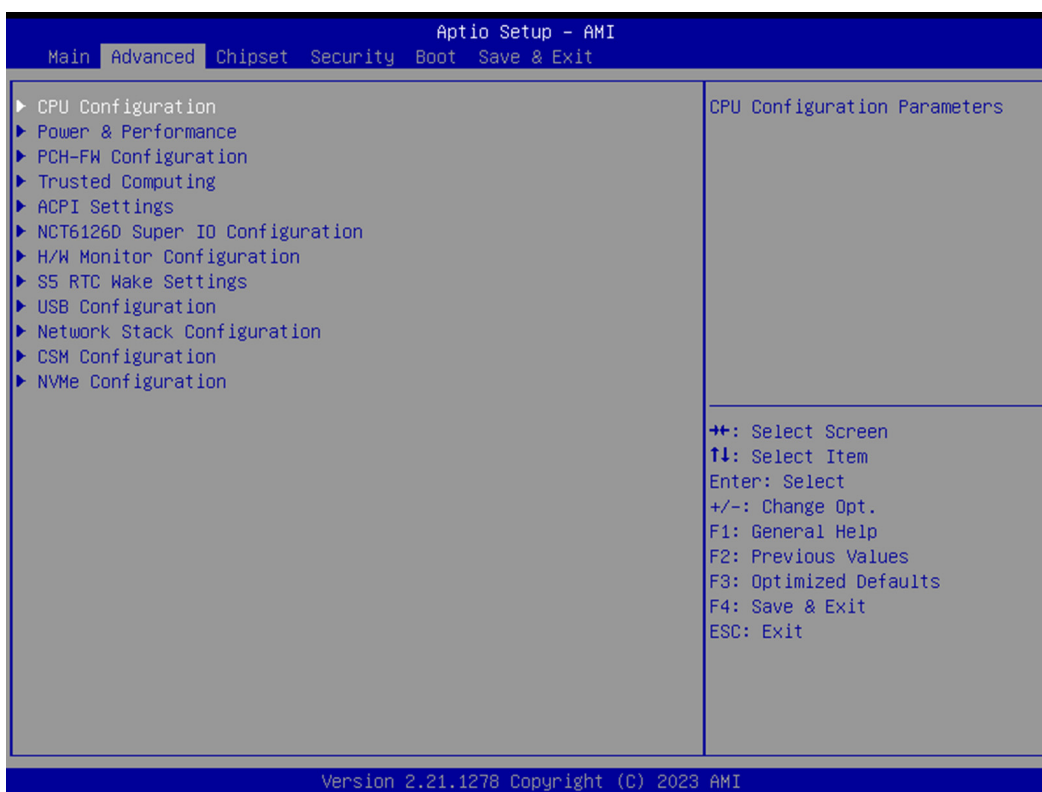 Aptio Setup – AMI
Main Advanced Chipset Security Boot Save & Exit
CPU Configuration
Power & Performance
PCH-FW Configuration
Trusted Computing
ACPI Settings
NCT6126D Super IO Configuration
H/W Monitor Configuration
S5 RTC Wake Settings
USB Configuration
Network Stack Configuration
CSM Configuration
NVMe Configuration
CPU Configuration Parameters
→←: Select Screen
↑↓: Select Item
Enter: Select
+/-: Change Opt.
F1: General Help
F2: Previous Values
F3: Optimized Defaults
F4: Save & Exit
ESC: Exit
Version 2.21.1278 Copyright (C) 2023 AMI